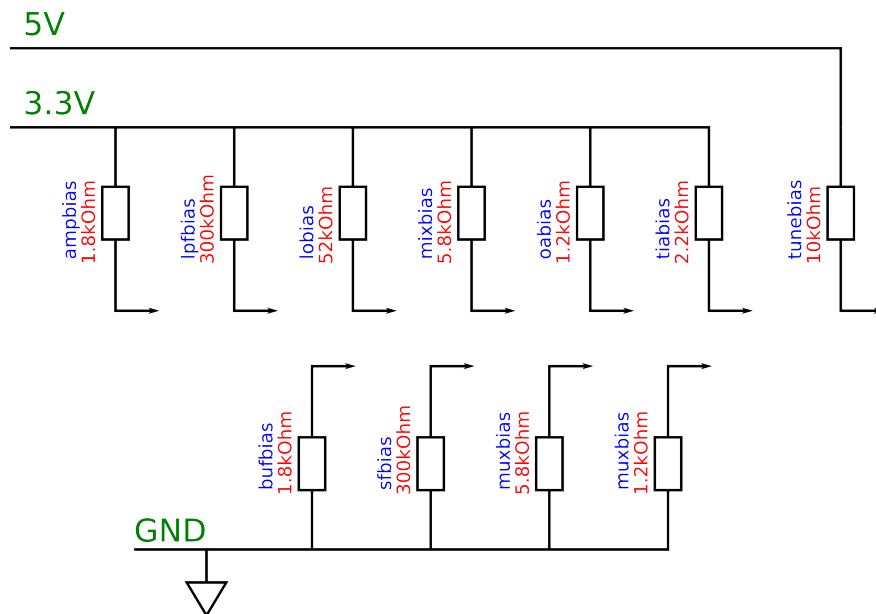 5V
3.3V
ampbias
1.8kOhm
lpfbias
300kOhm
lobias
52kOhm
mixbias
5.8kOhm
oabias
1.2kOhm
tiabias
2.2kOhm
tunebias
10kOhm
bufbias
1.8kOhm
sfbias
300kOhm
muxbias
5.8kOhm
muxbias
1.2kOhm
GND